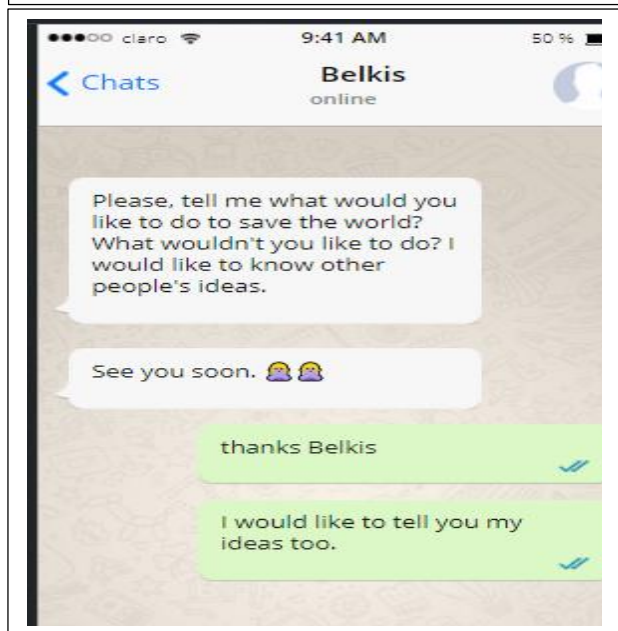 claro 9:41 AM 50 %
Chats Belkis
online
Please, tell me what would you
like to do to save the world?
What wouldn't you like to do? I
would like to know other
people's ideas.
See you soon.
thanks Belkis
I would like to tell you my
ideas too.